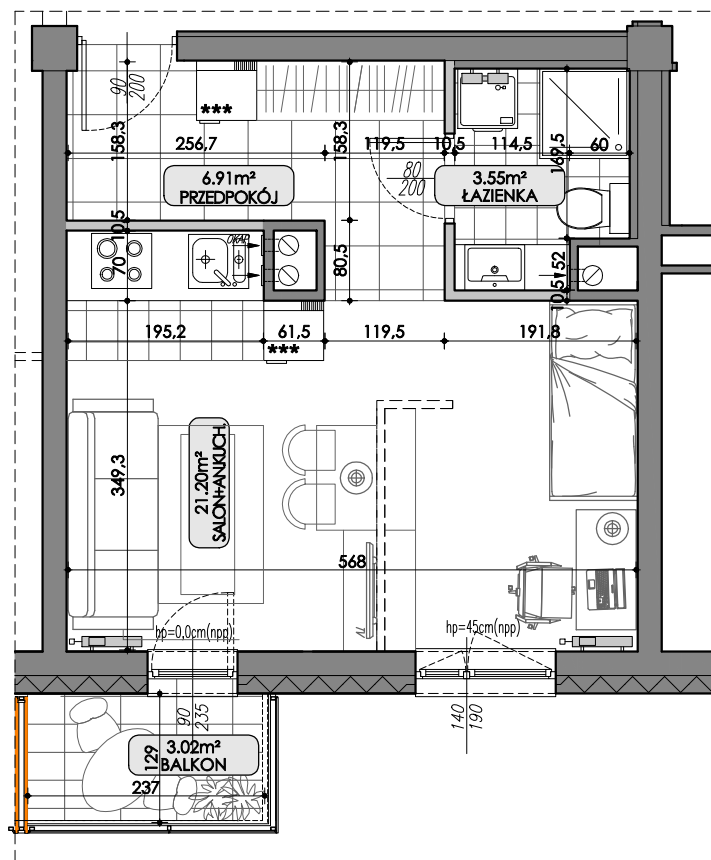 90
200
***
158,3
158,3
256,7
119,5
10,5
114,5
169,5
60
80
200
6.91m²
PRZEDPOKÓJ
3.55m²
ŁAZIENKA
10,5
70
OKAP
80,5
52
10,5
195,2
61,5
119,5
191,8
***
349,3
21.20m²
SALON+ANKUCH.
568
hp=0,0cm(npp)
hp=45cm(npp)
90
235
140
190
3.02m²
BALKON
129
237